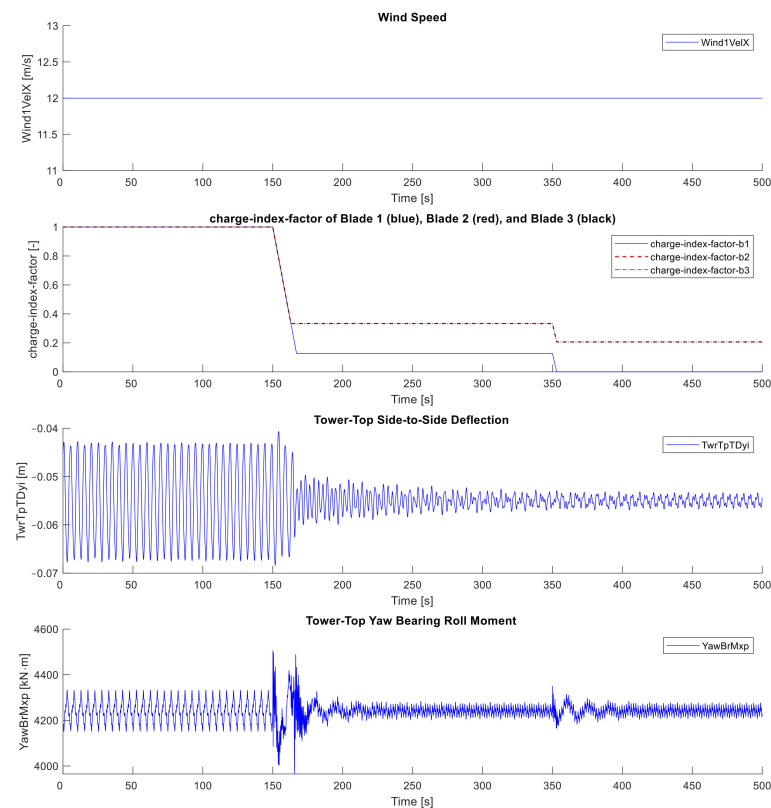 Wind Speed
13
12.5
12
11.5
11
Wind1VelX [m/s]
Wind1VelX
0 50 100 150 200 250 300 350 400 450 500
Time [s]
charge-index-factor of Blade 1 (blue), Blade 2 (red), and Blade 3 (black)
1
0.8
0.6
0.4
0.2
0
charge-index-factor [-]
charge-index-factor-b1
charge-index-factor-b2
charge-index-factor-b3
0 50 100 150 200 250 300 350 400 450 500
Time [s]
Tower-Top Side-to-Side Deflection
−0.04
−0.05
−0.06
−0.07
TwrTpTDyi [m]
TwrTpTDyi
0 50 100 150 200 250 300 350 400 450 500
Time [s]
Tower-Top Yaw Bearing Roll Moment
4600
4400
4200
4000
YawBrMxp [kN·m]
YawBrMxp
0 50 100 150 200 250 300 350 400 450 500
Time [s]